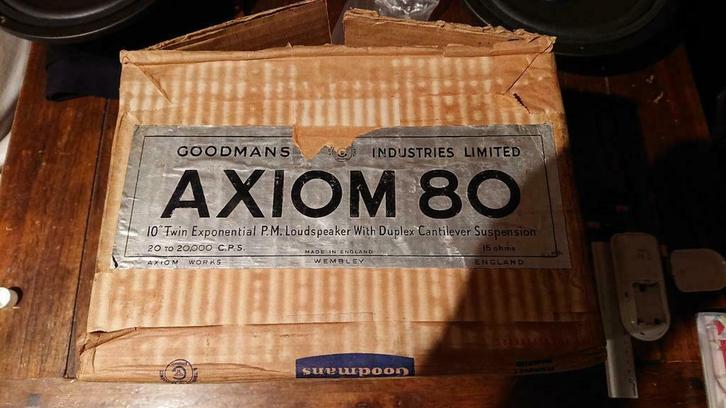 GOODMANS INDUSTRIES LIMITED
AXIOM 80
10" Twin Exponential P.M. Loudspeaker With Duplex Cantilever Suspension
20 TO 20,000 C.P.S. MADE IN ENGLAND 15 ohms
AXIOM WORKS WEMBLEY ENGLAND
Goodmans